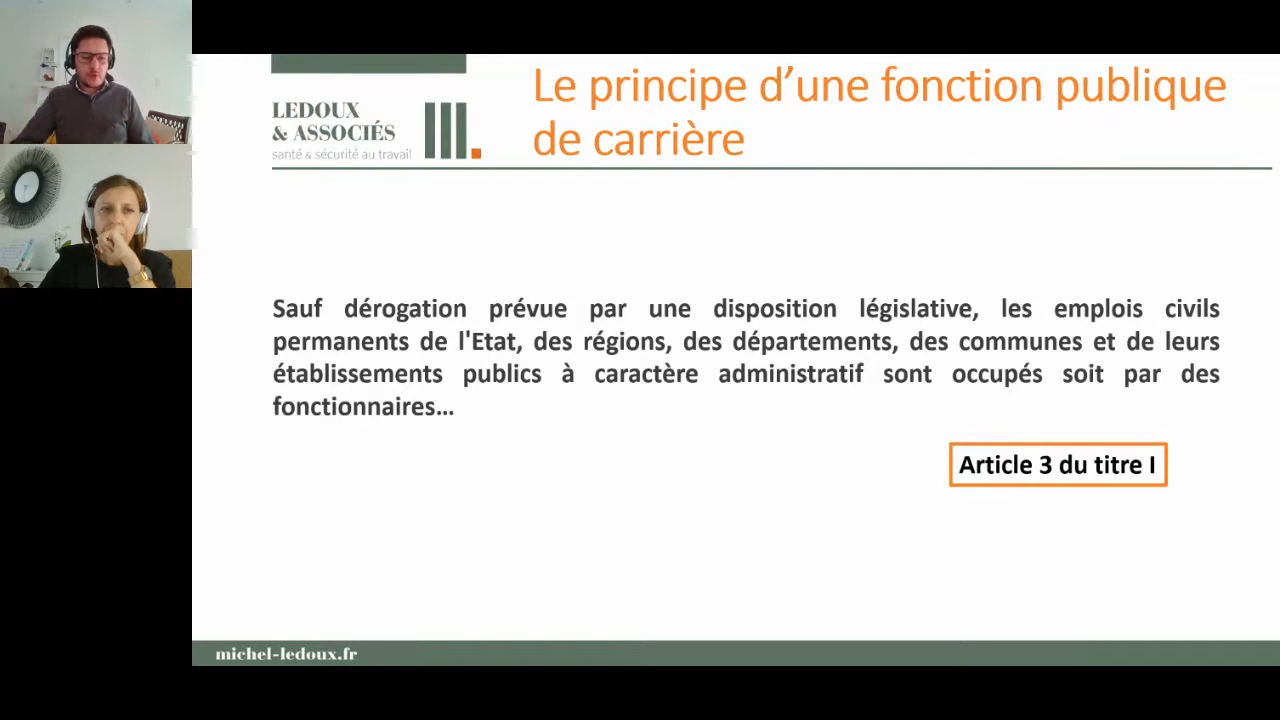 LEDOUX
& ASSOCIÉS
santé & sécurité au travail
Le principe d’une fonction publique
de carrière
Sauf dérogation prévue par une disposition législative, les emplois civils
permanents de l'Etat, des régions, des départements, des communes et de leurs
établissements publics à caractère administratif sont occupés soit par des
fonctionnaires...
Article 3 du titre I
michel-ledoux.fr